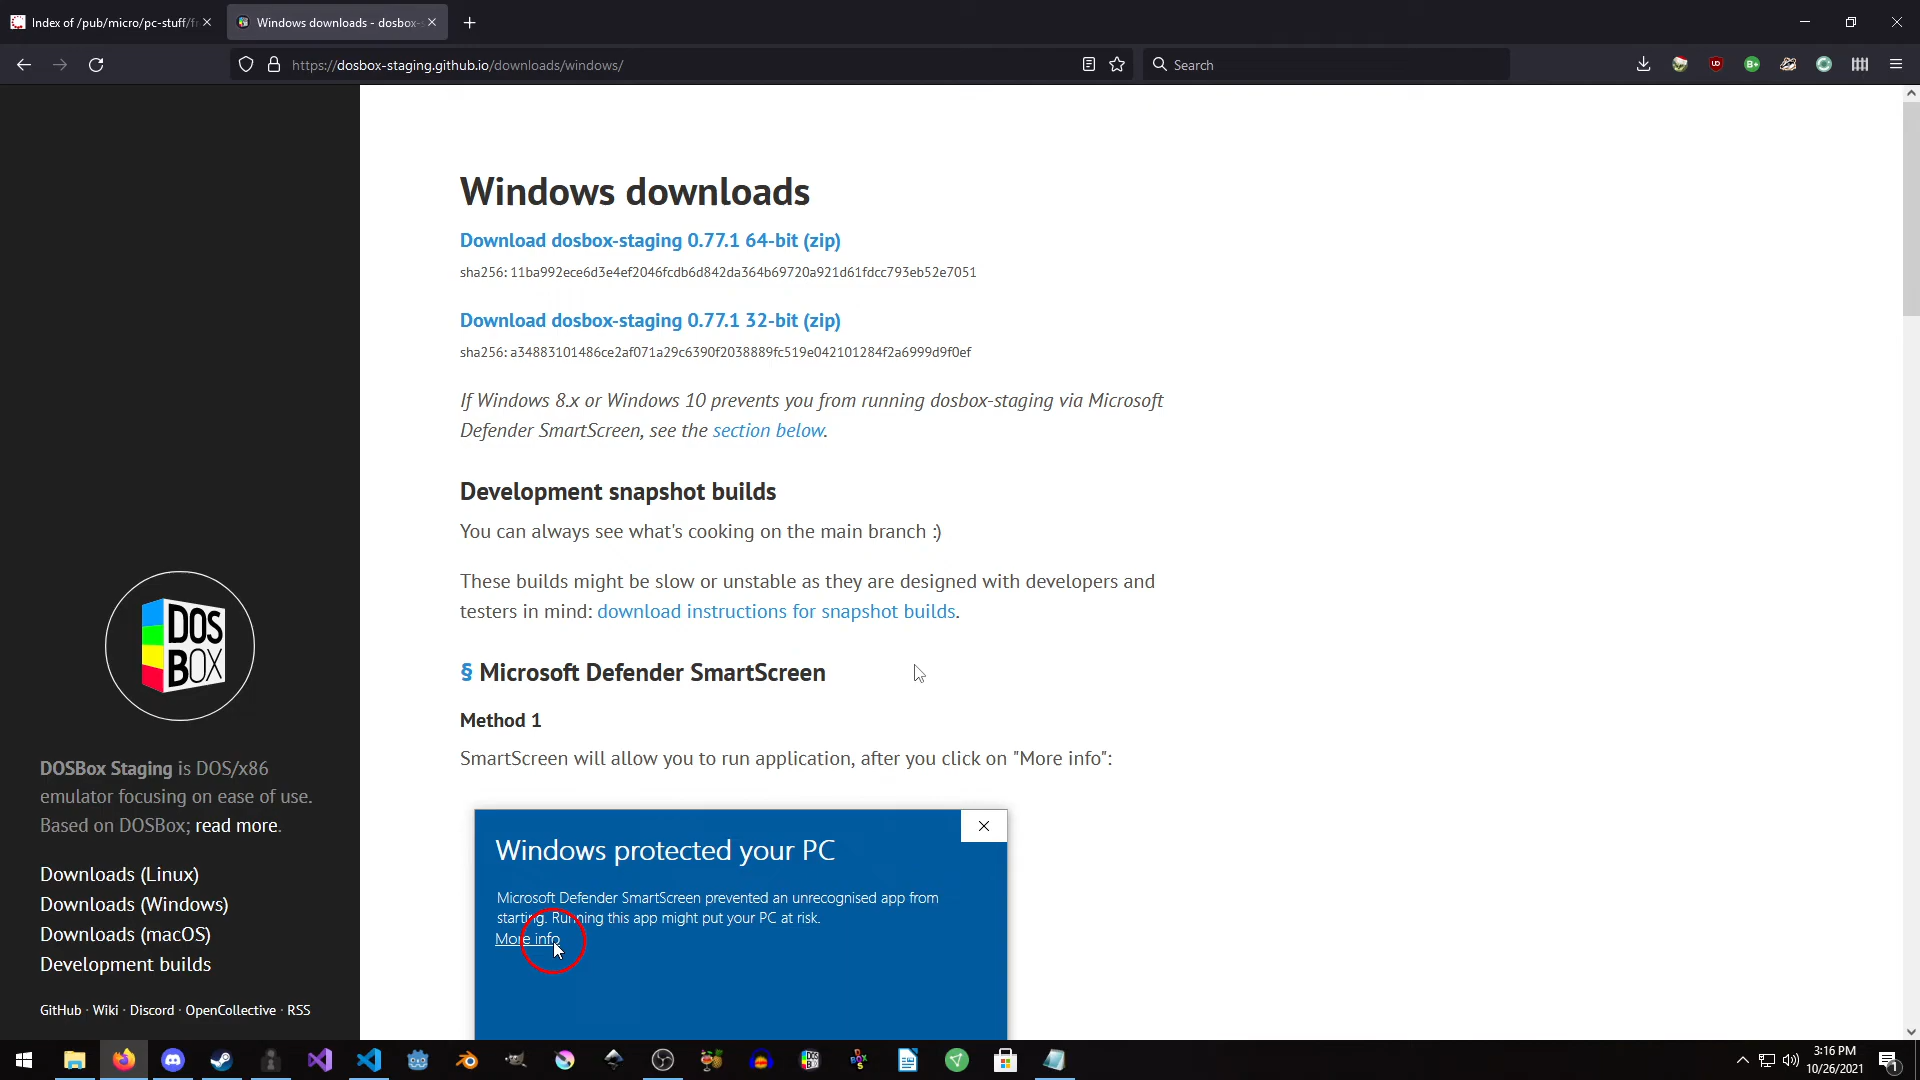 Index of /pub/micro/pc-stuff/fr
Windows downloads - dosbox-s
https://dosbox-staging.github.io/downloads/windows/
Search
Windows downloads
Download dosbox-staging 0.77.1 64-bit (zip)
sha256: 11ba992ece6d3e4ef2046fcdb6d842da364b69720a921d61fdcc793eb52e7051
Download dosbox-staging 0.77.1 32-bit (zip)
sha256: a34883101486ce2af071a29c6390f2038889fc519e042101284f2a6999d9f0ef
If Windows 8.x or Windows 10 prevents you from running dosbox-staging via Microsoft
Defender SmartScreen, see the section below.
Development snapshot builds
You can always see what's cooking on the main branch :)
These builds might be slow or unstable as they are designed with developers and
testers in mind: download instructions for snapshot builds.
§ Microsoft Defender SmartScreen
Method 1
SmartScreen will allow you to run application, after you click on "More info":
Windows protected your PC
Microsoft Defender SmartScreen prevented an unrecognised app from
starting. Running this app might put your PC at risk.
More info
DOS
BOX
DOSBox Staging is DOS/x86
emulator focusing on ease of use.
Based on DOSBox; read more.
Downloads (Linux)
Downloads (Windows)
Downloads (macOS)
Development builds
GitHub · Wiki · Discord · OpenCollective · RSS
3:16 PM
10/26/2021
1